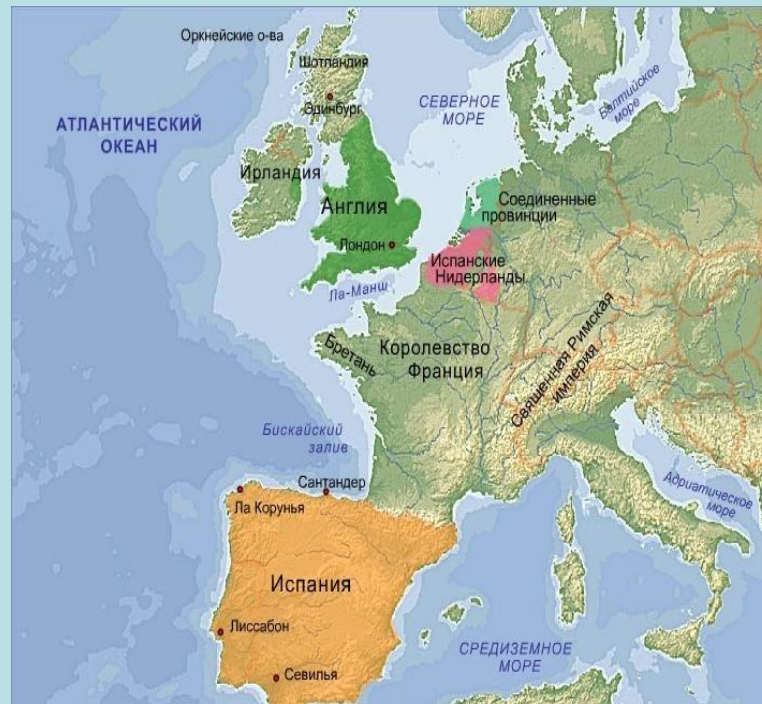 Оркнейские о-ва
Шотландия
Эдинбург
СЕВЕРНОЕ
МОРЕ
Балтийское
море
АТЛАНТИЧЕСКИЙ
ОКЕАН
Ирландия
Англия
Лондон
Соединенные
провинции
Испанские
Нидерланды
Ла-Манш
Бретань
Королевство
Франция
Священная Римская
империя
Бискайский
залив
Сантандер
Ла Корунья
Адриатическое
море
Испания
Лиссабон
Севилья
СРЕДИЗЕМНОЕ
МОРЕ